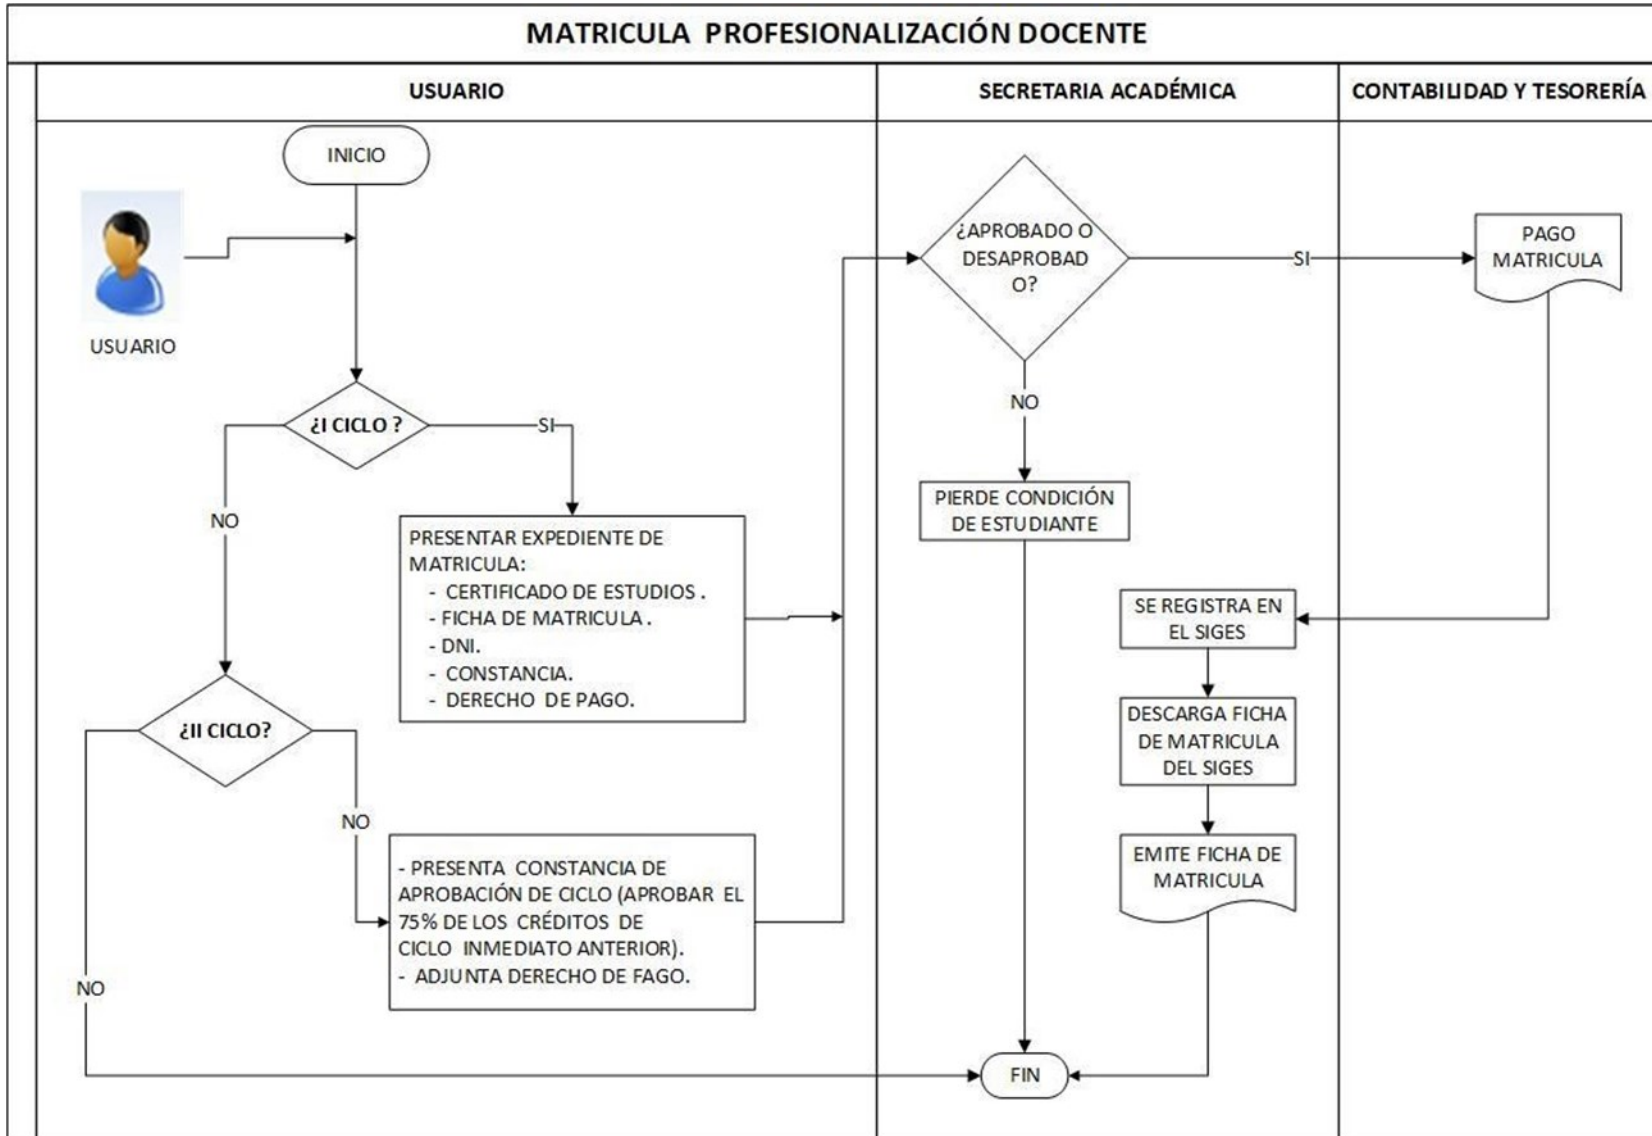 MATRICULA PROFESIONALIZACIÓN DOCENTE
USUARIO
SECRETARIA ACADÉMICA
CONTABILIDAD Y TESORERÍA
INICIO
USUARIO
¿I CICLO ?
SI
NO
PRESENTAR EXPEDIENTE DE
MATRICULA:
- CERTIFICADO DE ESTUDIOS .
- FICHA DE MATRICULA .
- DNI.
- CONSTANCIA.
- DERECHO DE PAGO.
¿II CICLO?
NO
NO
- PRESENTA CONSTANCIA DE
APROBACIÓN DE CICLO (APROBAR EL
75% DE LOS CRÉDITOS DE
CICLO INMEDIATO ANTERIOR).
- ADJUNTA DERECHO DE FAGO.
¿APROBADO O
DESAPROBAD
O?
SI
NO
PIERDE CONDICIÓN
DE ESTUDIANTE
PAGO
MATRICULA
SE REGISTRA EN
EL SIGES
DESCARGA FICHA
DE MATRICULA
DEL SIGES
EMITE FICHA DE
MATRICULA
FIN